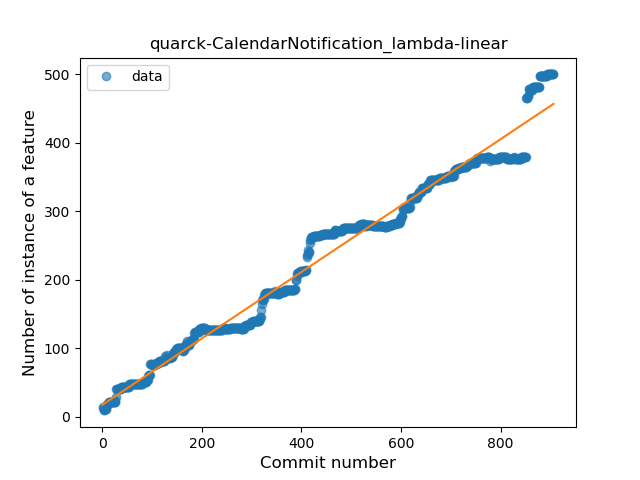 quarck-CalendarNotification_lambda-linear
data
Number of instance of a feature
500
400
300
200
100
0
0 200 400 600 800
Commit number